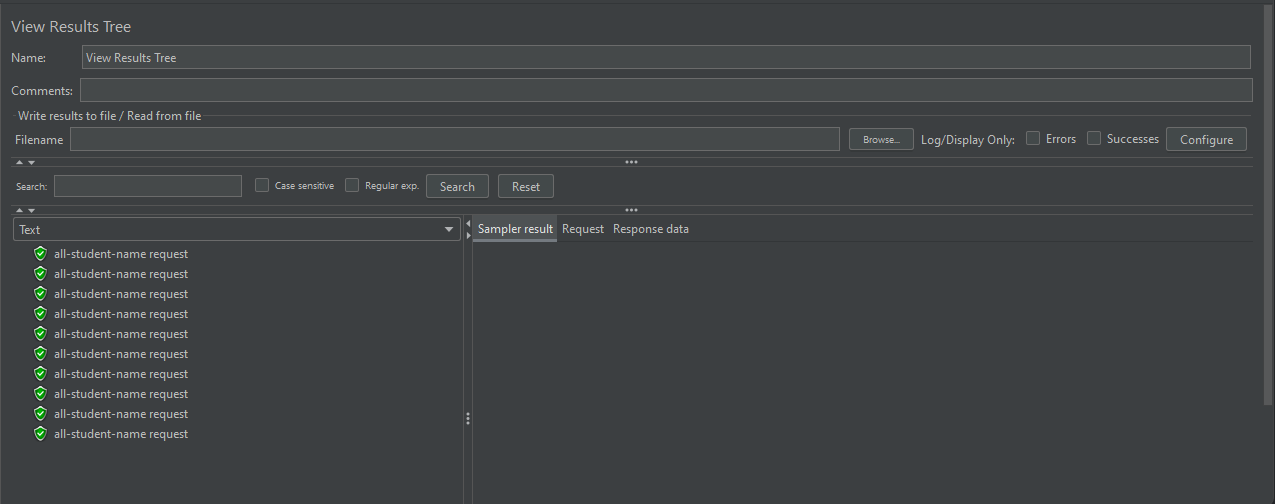 View Results Tree
Name: View Results Tree
Comments:
Write results to file / Read from file
Filename Browse... Log/Display Only: Errors Successes Configure
Search: Case sensitive Regular exp. Search Reset
Text Sampler result Request Response data
all-student-name request
all-student-name request
all-student-name request
all-student-name request
all-student-name request
all-student-name request
all-student-name request
all-student-name request
all-student-name request
all-student-name request